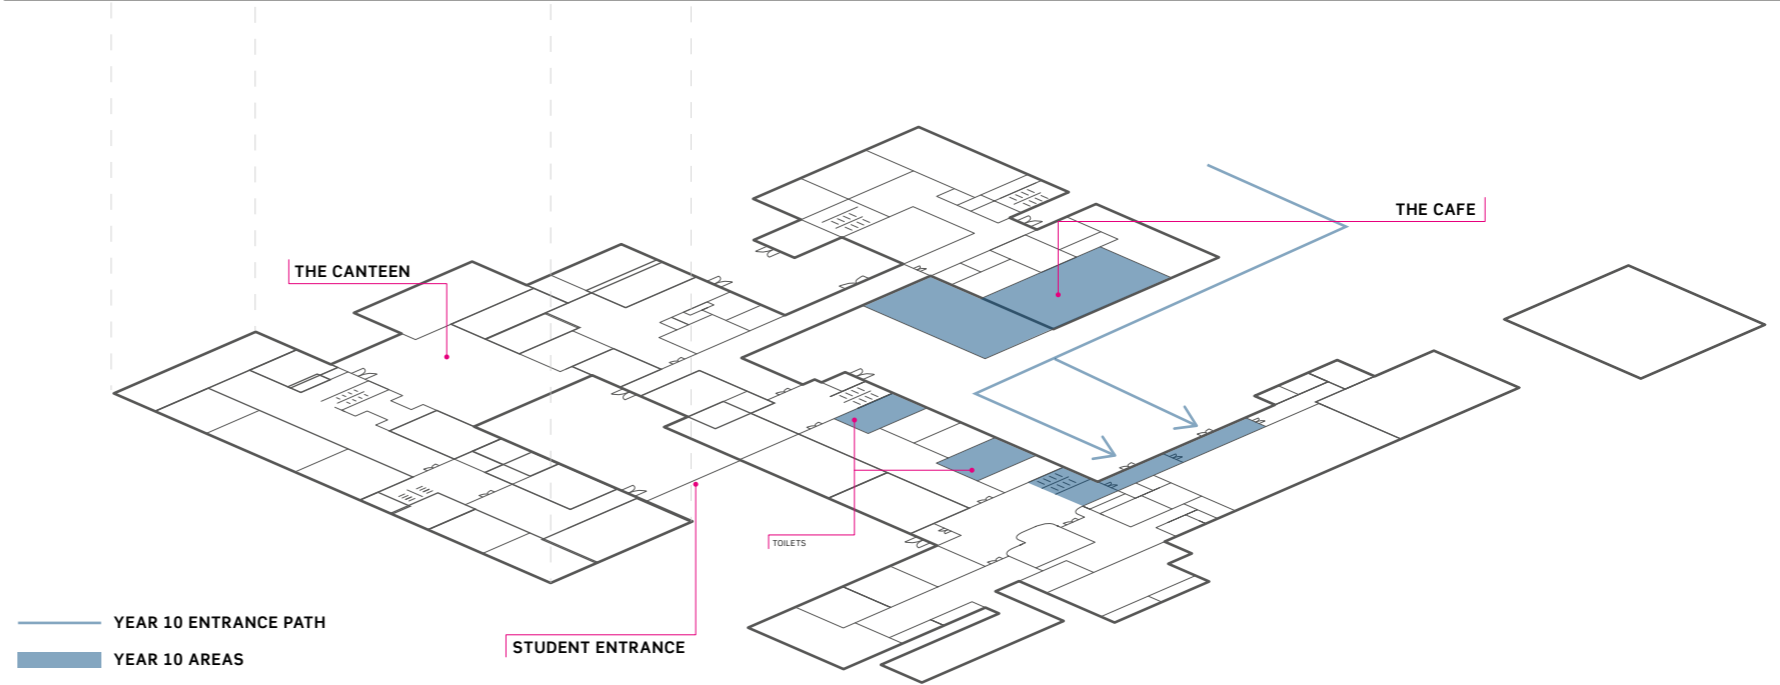 THE CAFE
THE CANTEEN
TOILETS
YEAR 10 ENTRANCE PATH
STUDENT ENTRANCE
YEAR 10 AREAS